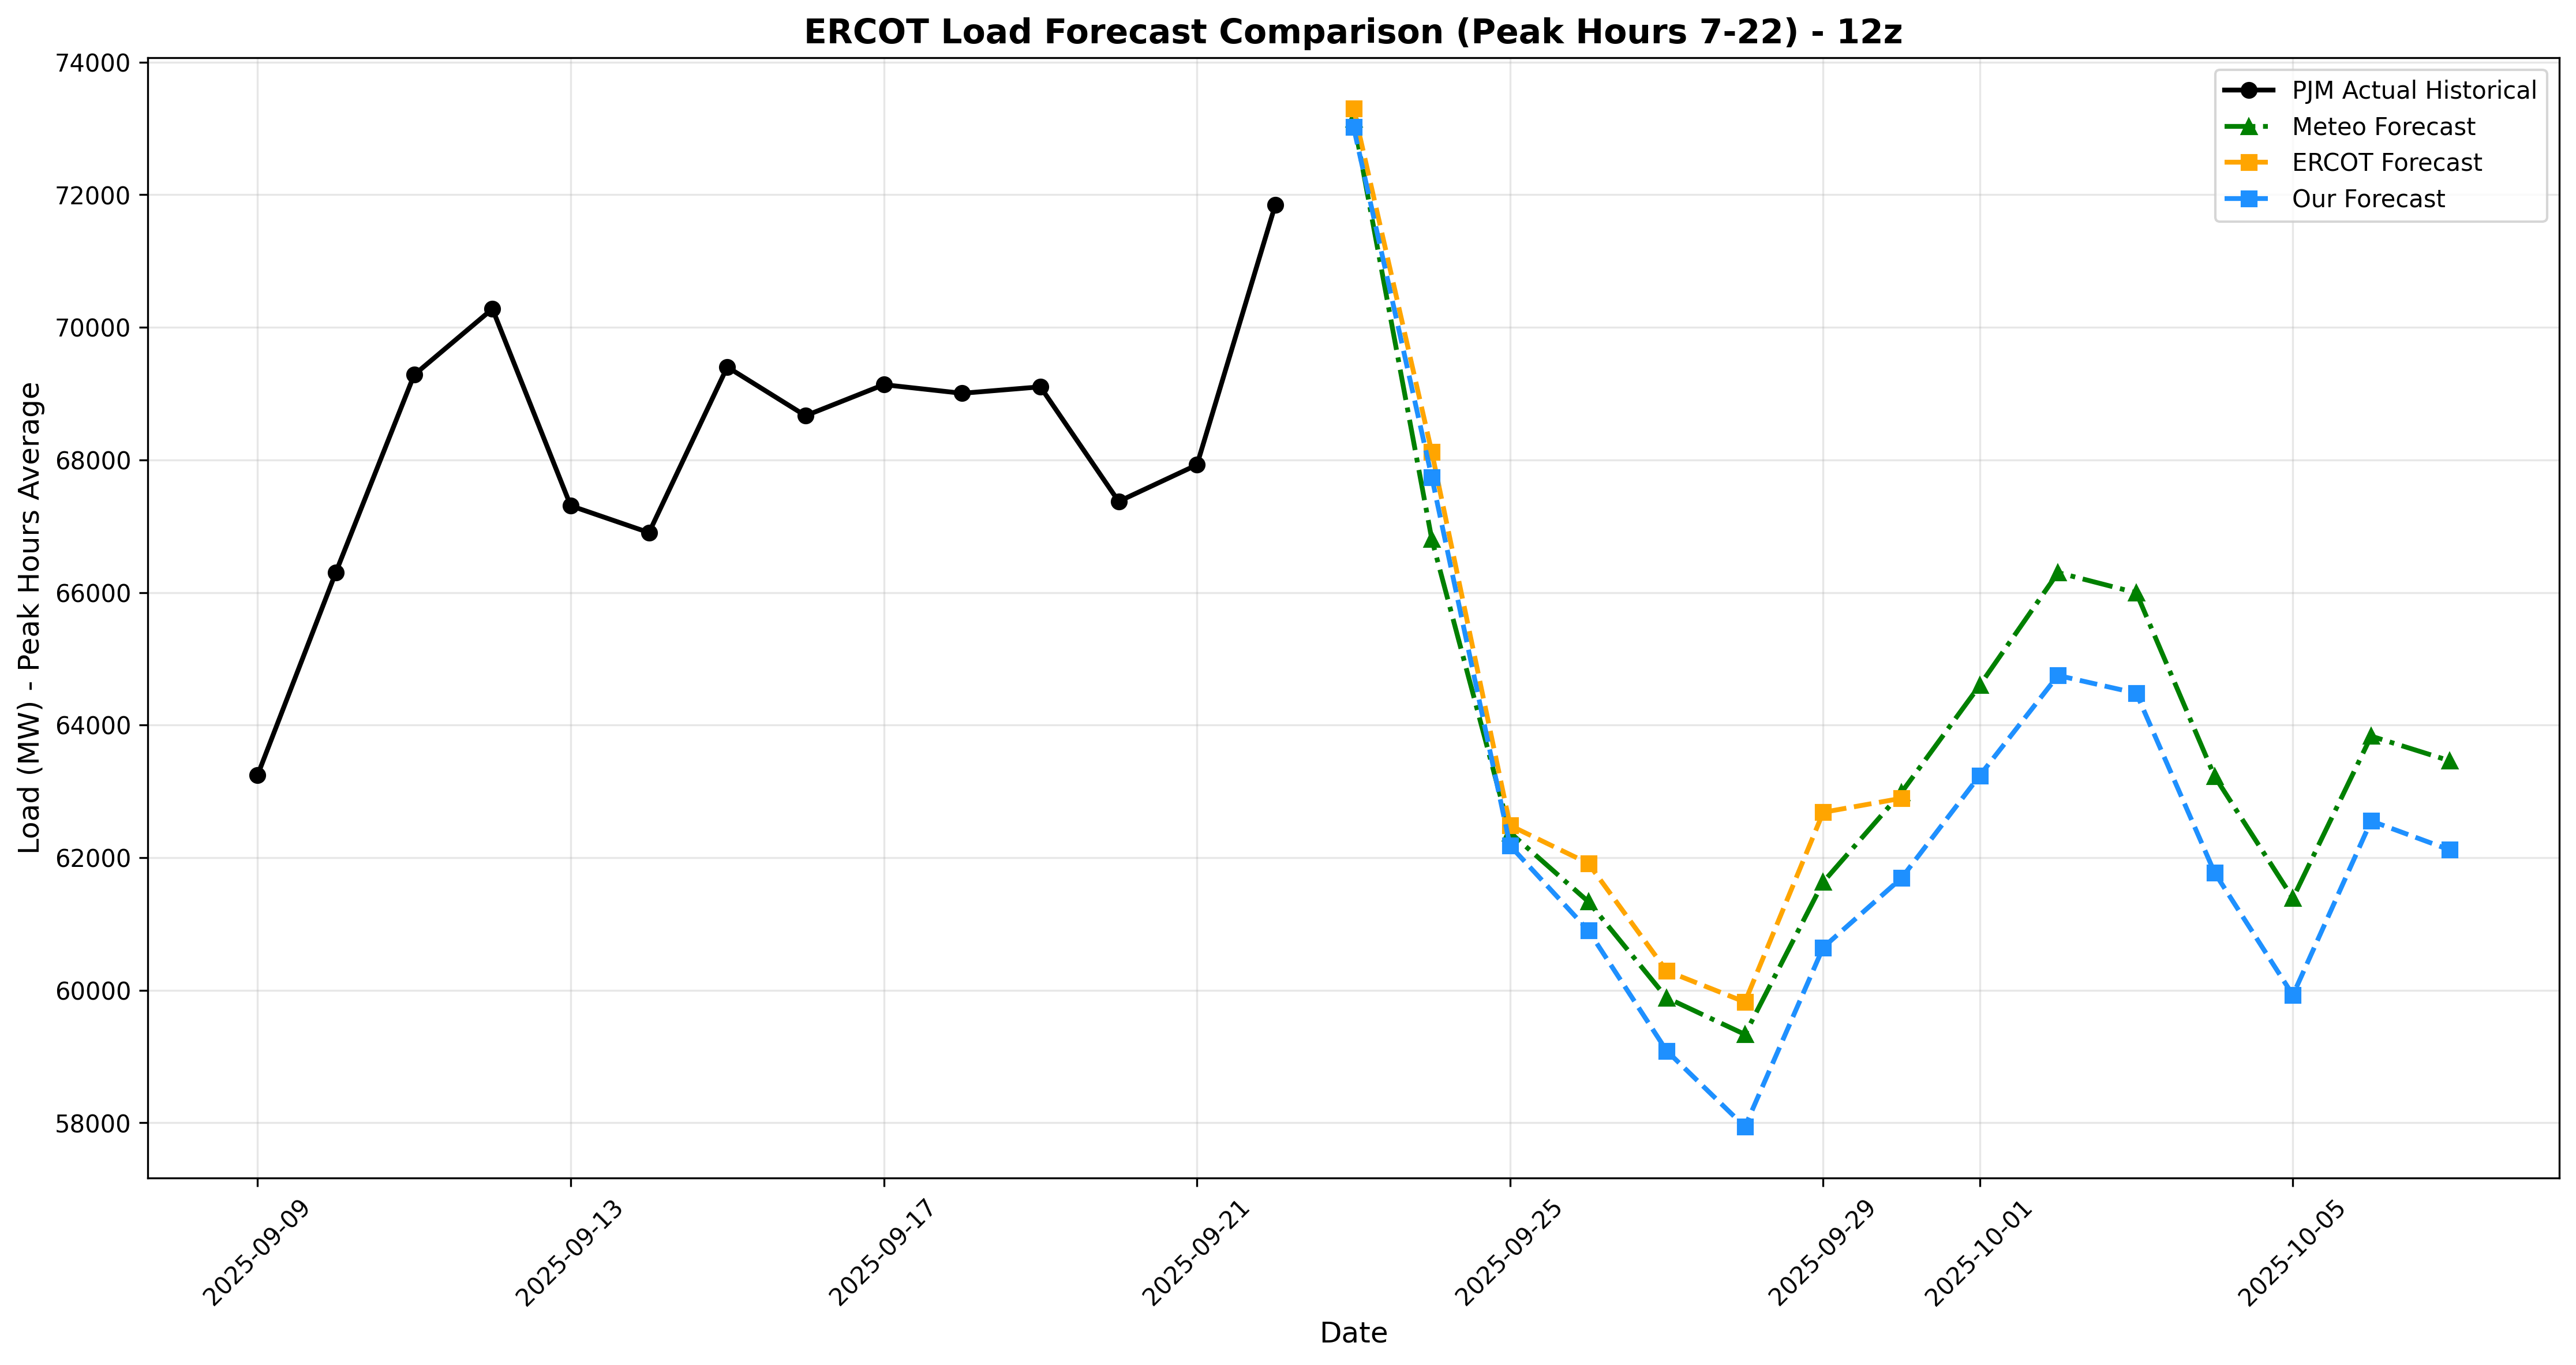 ERCOT Load Forecast Comparison (Peak Hours 7-22) - 12z
74000
72000
70000
68000
66000
64000
62000
60000
58000
Load (MW) - Peak Hours Average
PJM Actual Historical
Meteo Forecast
ERCOT Forecast
Our Forecast
2025-09-09
2025-09-13
2025-09-17
2025-09-21
2025-09-25
2025-09-29
2025-10-01
2025-10-05
Date